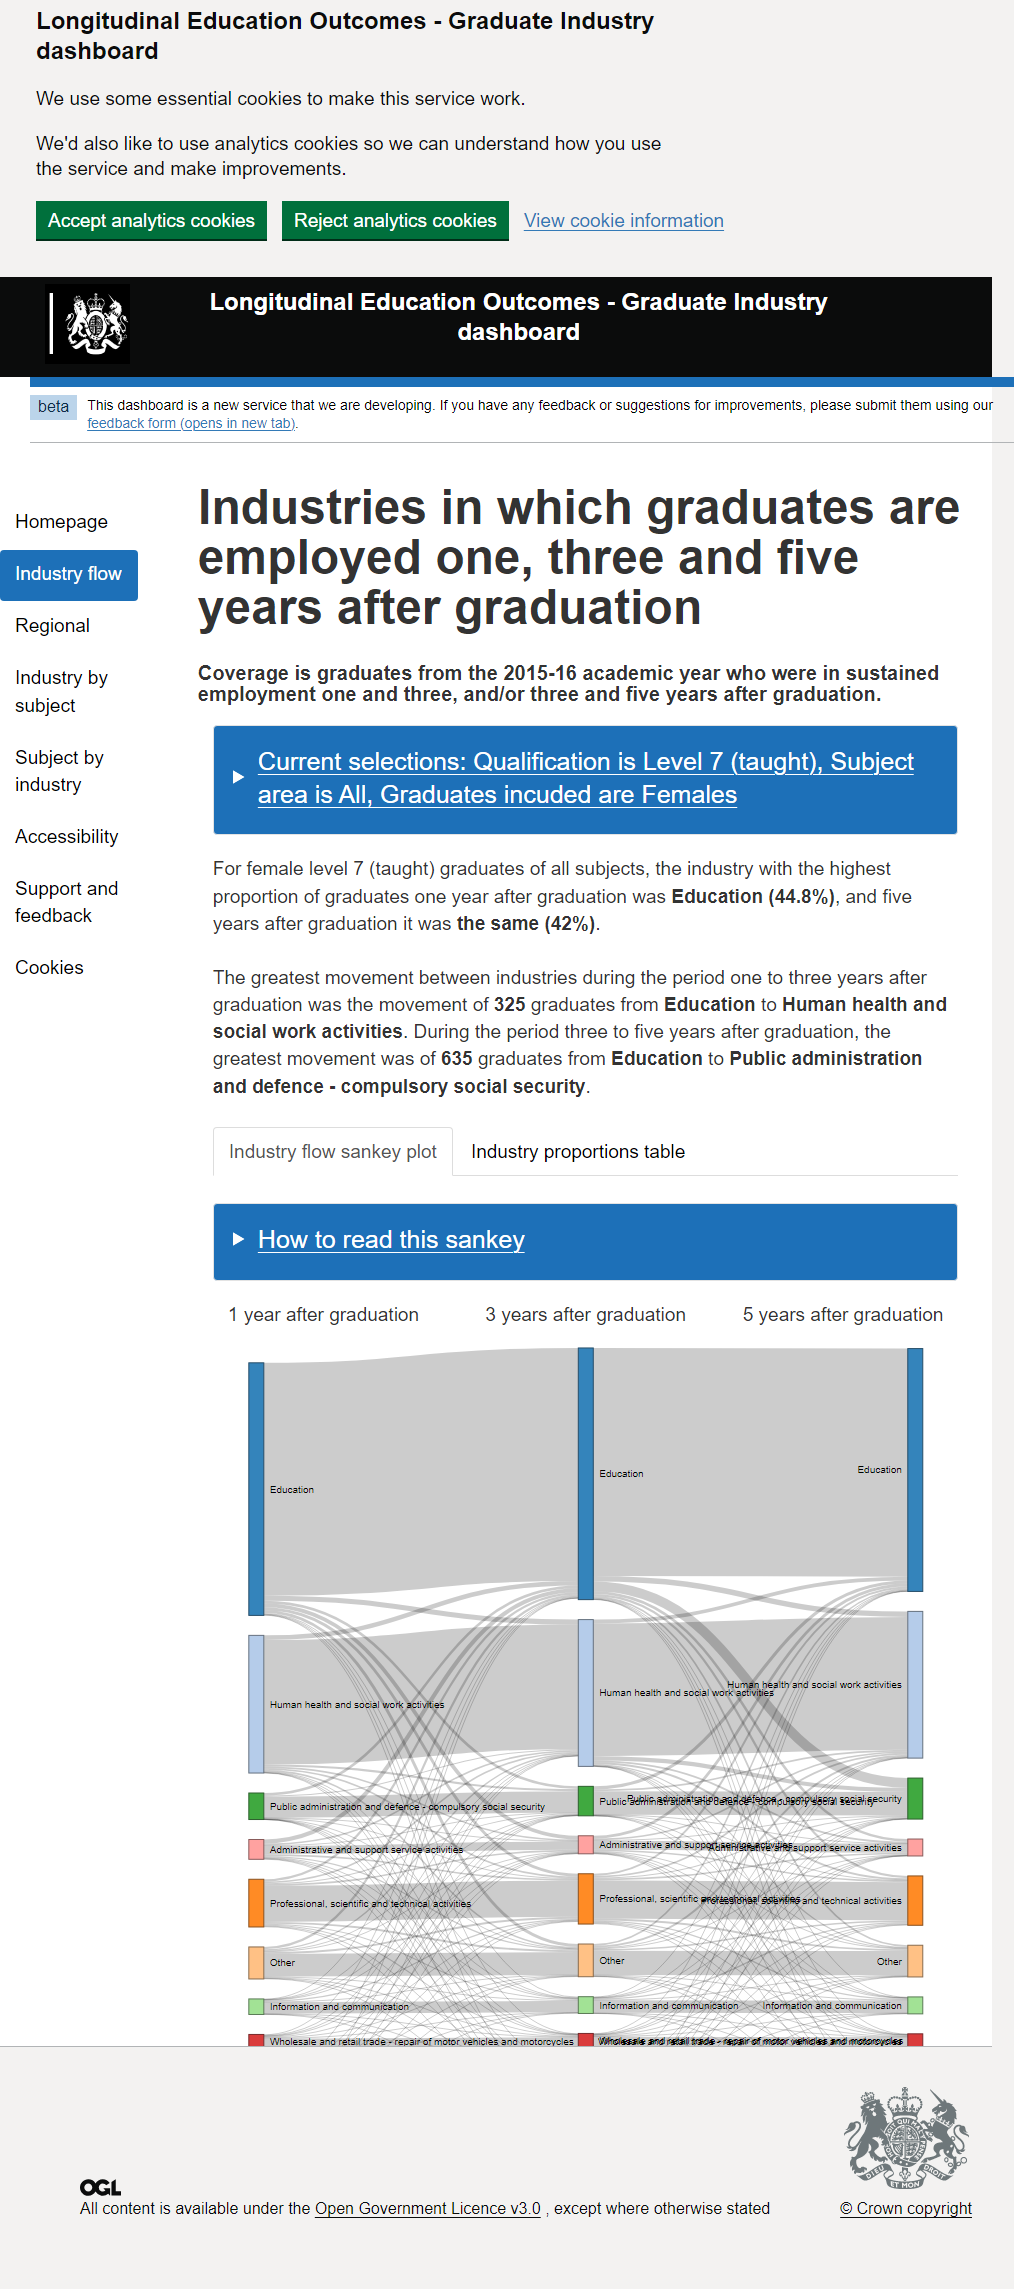 Longitudinal Education Outcomes - Graduate Industry
dashboard
We use some essential cookies to make this service work.
We'd also like to use analytics cookies so we can understand how you use
the service and make improvements.
Accept analytics cookies Reject analytics cookies View cookie information
Longitudinal Education Outcomes - Graduate Industry
dashboard
beta This dashboard is a new service that we are developing. If you have any feedback or suggestions for improvements, please submit them using our
feedback form (opens in new tab).
Homepage
Industry flow
Regional
Industry by
subject
Subject by
industry
Accessibility
Support and
feedback
Cookies
Industries in which graduates are
employed one, three and five
years after graduation
Coverage is graduates from the 2015-16 academic year who were in sustained
employment one and three, and/or three and five years after graduation.
Current selections: Qualification is Level 7 (taught), Subject
area is All, Graduates incuded are Females
For female level 7 (taught) graduates of all subjects, the industry with the highest
proportion of graduates one year after graduation was Education (44.8%), and five
years after graduation it was the same (42%).
The greatest movement between industries during the period one to three years after
graduation was the movement of 325 graduates from Education to Human health and
social work activities. During the period three to five years after graduation, the
greatest movement was of 635 graduates from Education to Public administration
and defence - compulsory social security.
Industry flow sankey plot Industry proportions table
How to read this sankey
1 year after graduation 3 years after graduation 5 years after graduation
Education Education Education
Human health and social work activities Human health and social work activities Human health and social work activities
Public administration and defence - compulsory social security Public administration and defence - compulsory social security Public administration and defence - compulsory social security
Administrative and support service activities Administrative and support service activities Administrative and support service activities
Professional, scientific and technical activities Professional, scientific and technical activities Professional, scientific and technical activities
Other Other Other
Information and communication Information and communication Information and communication
Wholesale and retail trade - repair of motor vehicles and motorcycles Wholesale and retail trade - repair of motor vehicles and motorcycles Wholesale and retail trade - repair of motor vehicles and motorcycles
DIEU ET MON DROIT
OGL
All content is available under the Open Government Licence v3.0 , except where otherwise stated
© Crown copyright